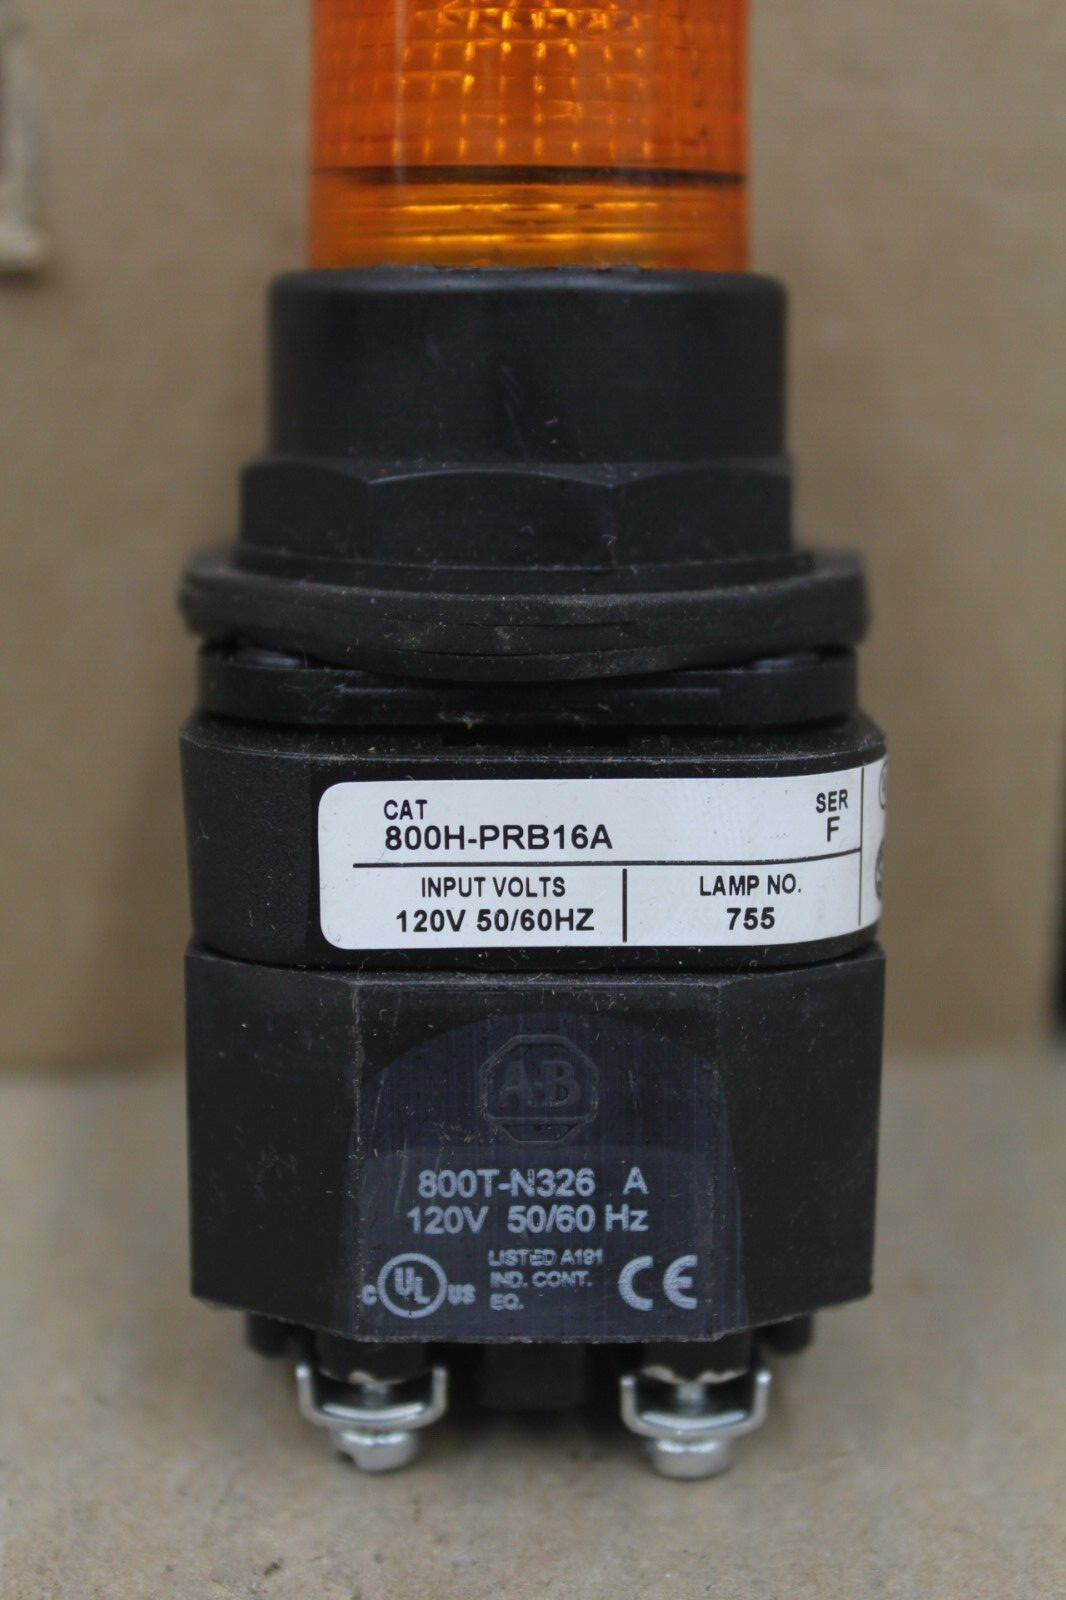 CAT
800H-PRB16A
SER
F
INPUT VOLTS
120V 50/60HZ
LAMP NO.
755
A-B
800T-N326 A
120V 50/60 Hz
C UL US
LISTED A191
IND. CONT.
EQ.
CE